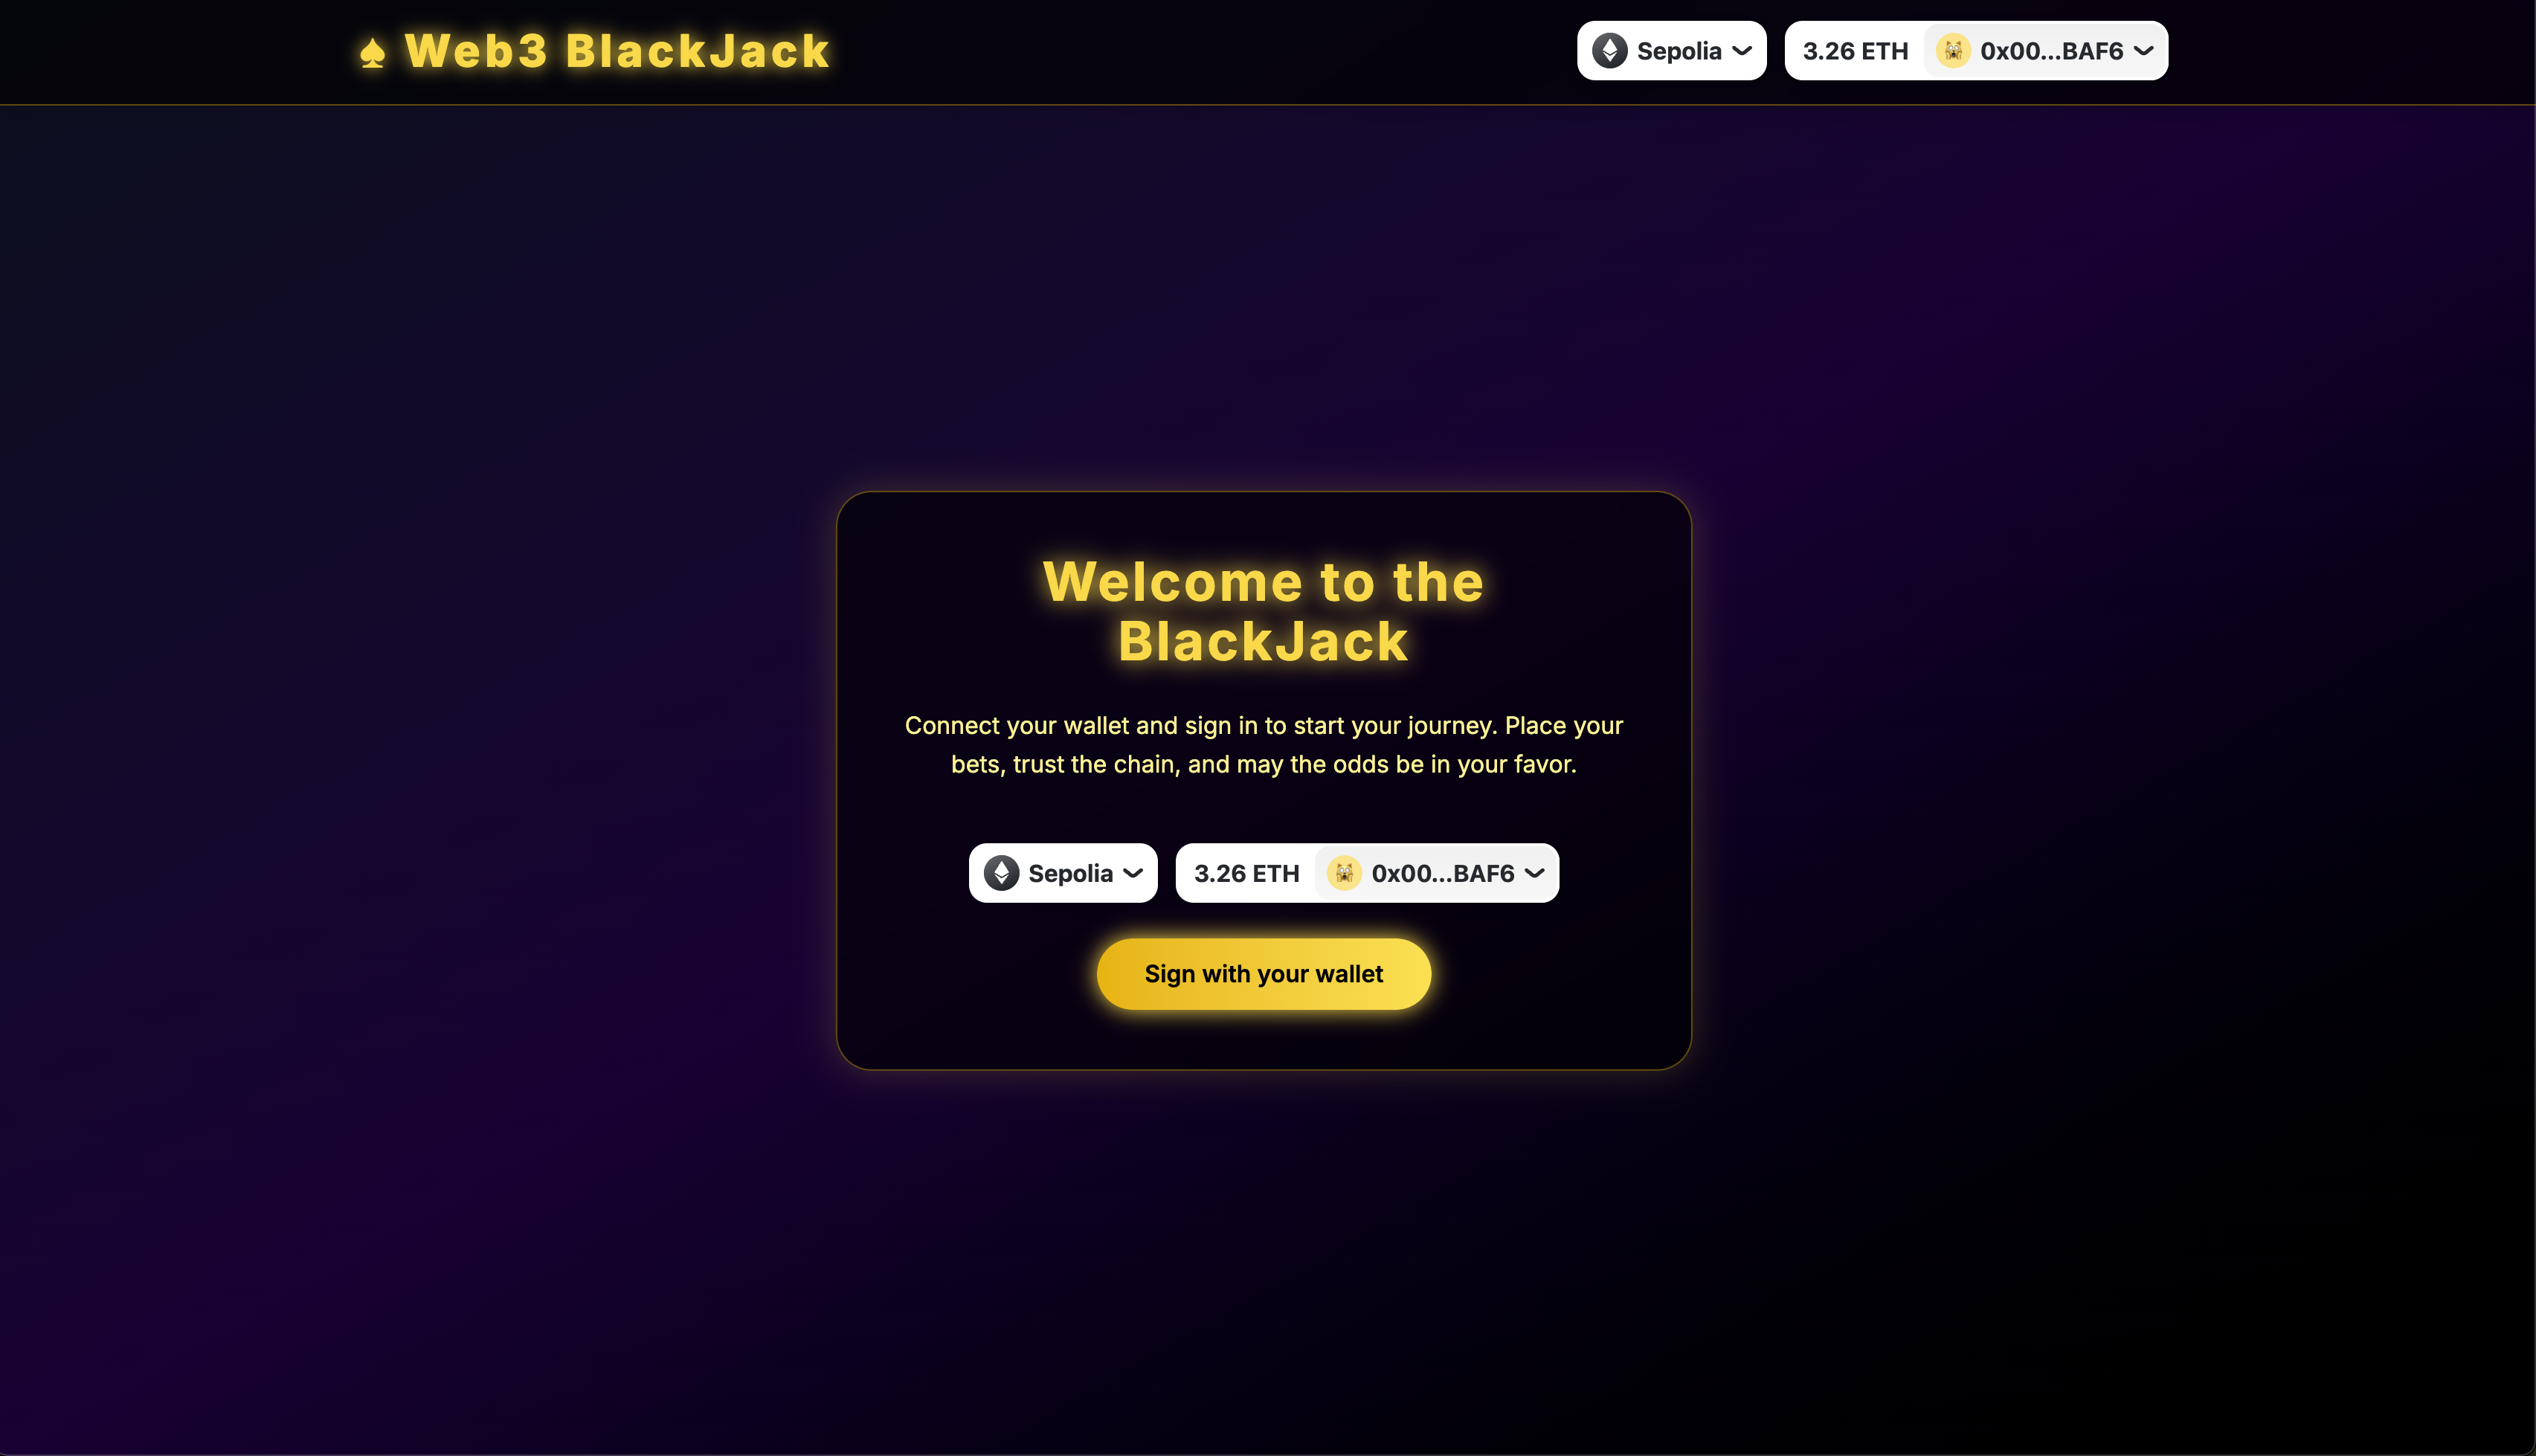 ♠ Web3 BlackJack
Sepolia
3.26 ETH
0x00...BAF6
Welcome to the
BlackJack
Connect your wallet and sign in to start your journey. Place your
bets, trust the chain, and may the odds be in your favor.
Sepolia
3.26 ETH
0x00...BAF6
Sign with your wallet